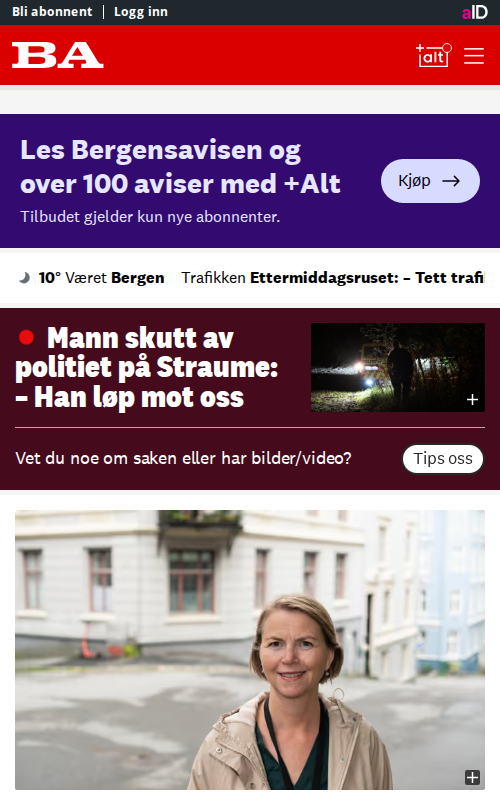 Bli abonnent | Logg inn
aID
BA
+alt
Les Bergensavisen og
over 100 aviser med +Alt
Tilbudet gjelder kun nye abonnenter.
Kjøp →
10° Været Bergen Trafikken Ettermiddagsruset: – Tett trafi
Mann skutt av
politiet på Straume:
– Han løp mot oss
Vet du noe om saken eller har bilder/video?
Tips oss